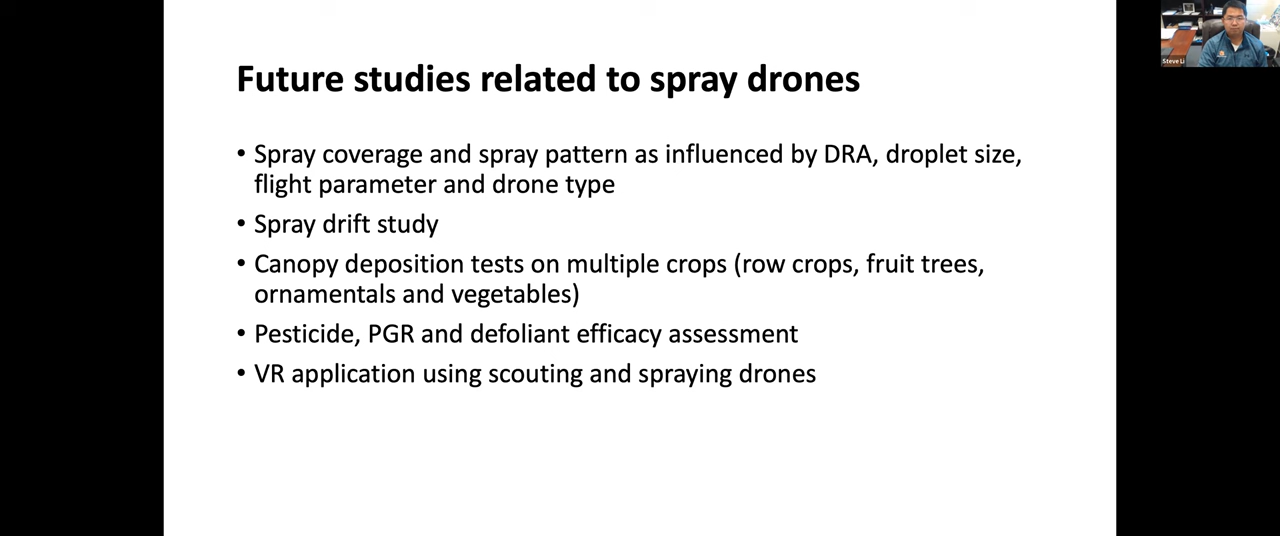 Future studies related to spray drones
• Spray coverage and spray pattern as influenced by DRA, droplet size,
flight parameter and drone type
• Spray drift study
• Canopy deposition tests on multiple crops (row crops, fruit trees,
ornamentals and vegetables)
• Pesticide, PGR and defoliant efficacy assessment
• VR application using scouting and spraying drones
Steve Li